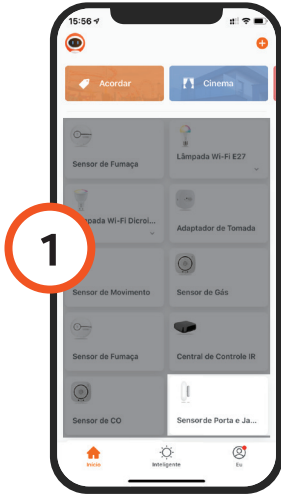 15:56
Acordar
Cinema
Sensor de Fumaça
Lâmpada Wi-Fi E27
pada Wi-Fi Dicroi...
Adaptador de Tomada
1
Sensor de Movimento
Sensor de Gás
Sensor de Fumaça
Central de Controle IR
Sensor de CO
Sensor de Porta e Ja...
Início
Inteligente
Eu